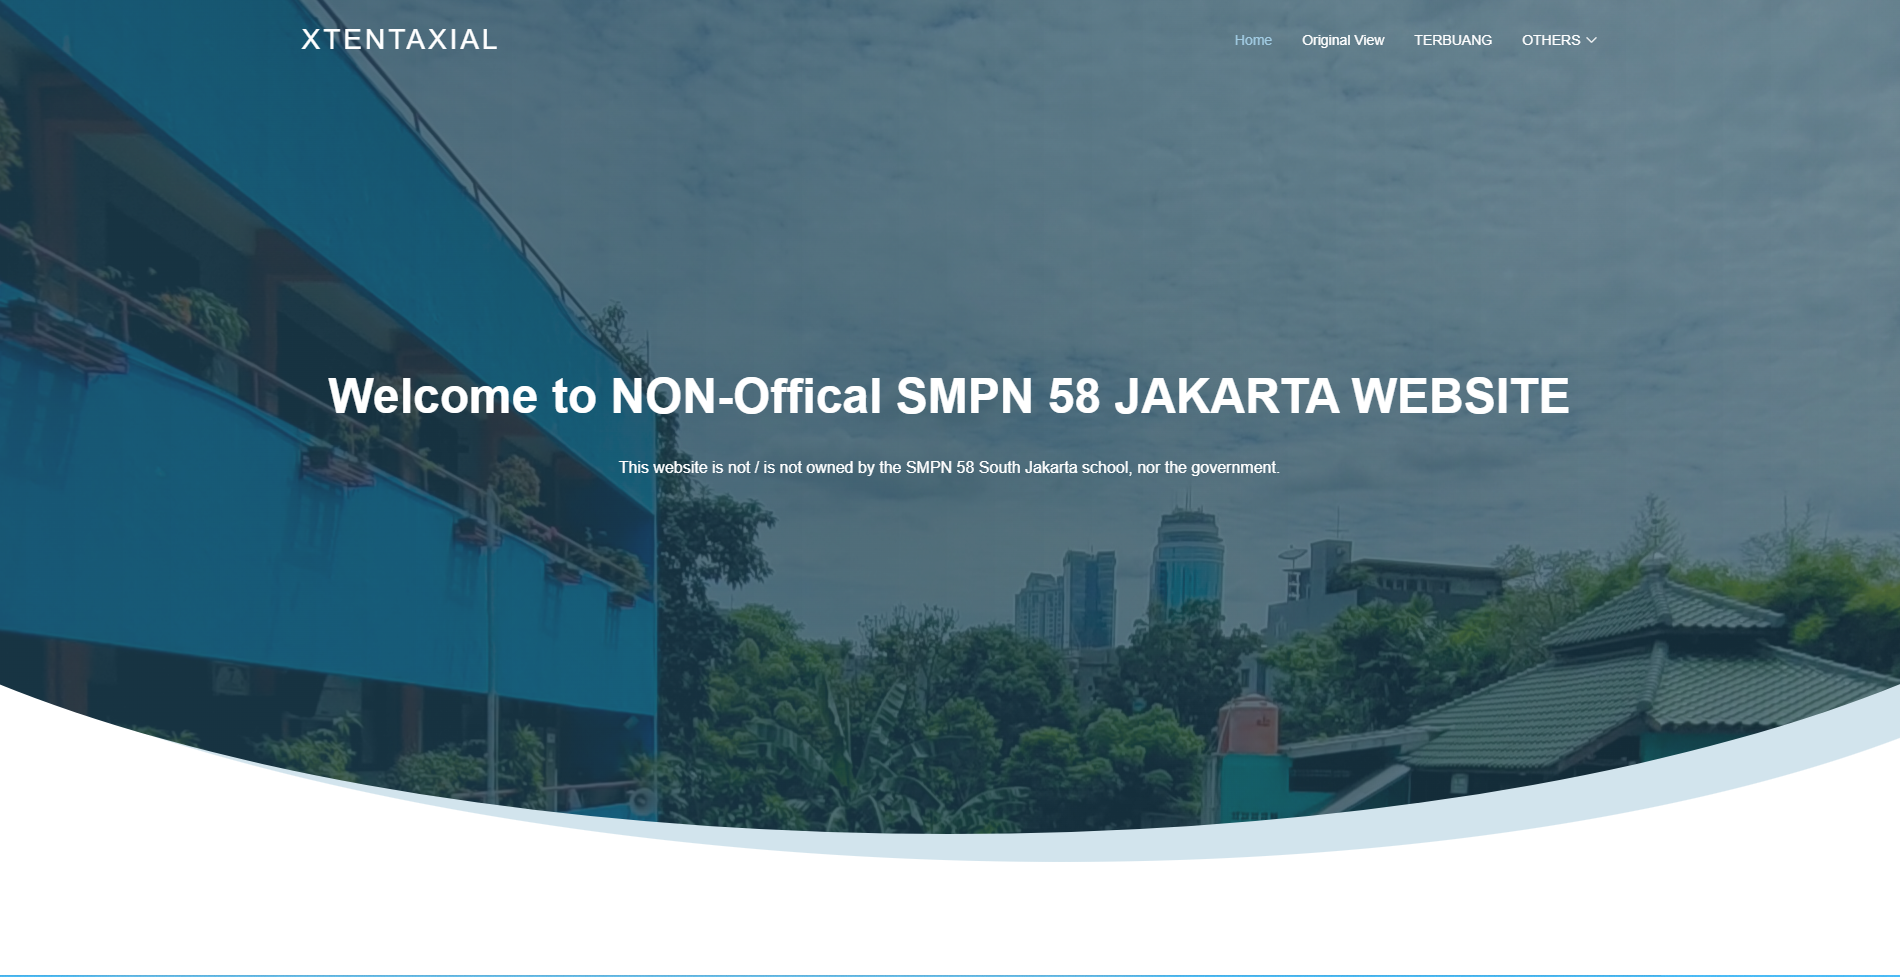 XTENTAXIAL
Home Original View TERBUANG OTHERS
Welcome to NON-Offical SMPN 58 JAKARTA WEBSITE
This website is not / is not owned by the SMPN 58 South Jakarta school, nor the government.